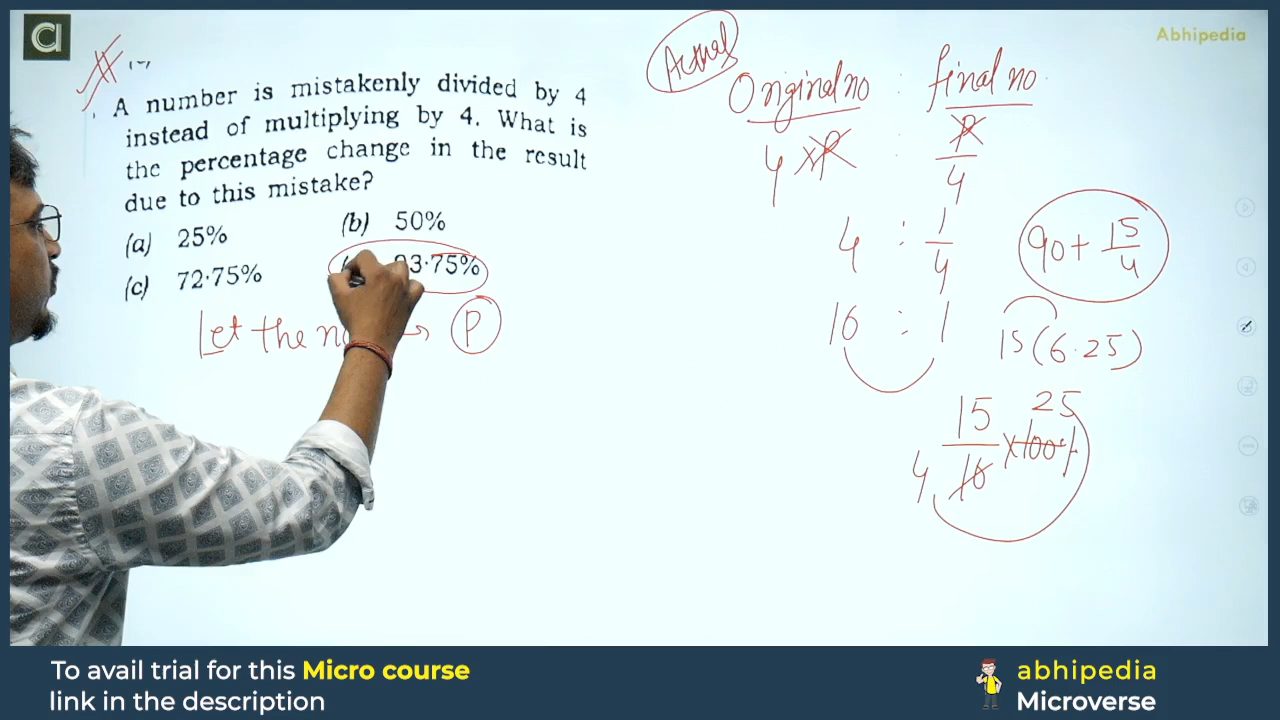 Abhipedia
A number is mistakenly divided by 4
instead of multiplying by 4. What is
the percentage change in the result
due to this mistake?
(a) 25%
(b) 50%
(c) 72·75%
93·75%
Let the no → P
Actual
Original no : final no
4 × P : P/4
4 : 1/4
16 : 1
90 + 15/4
15 (6.25)
15 25
16 × 100%
4
To avail trial for this Micro course
link in the description
abhipedia
Microverse